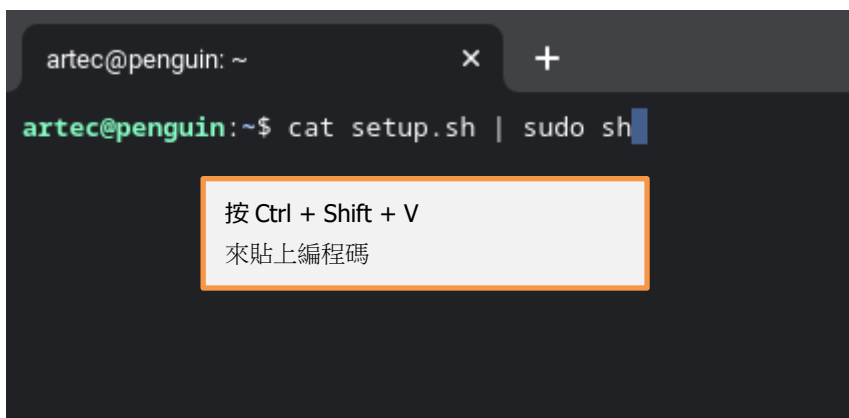 artec@penguin: ~ × +
artec@penguin:~$ cat setup.sh | sudo sh
按 Ctrl + Shift + V
來貼上編程碼